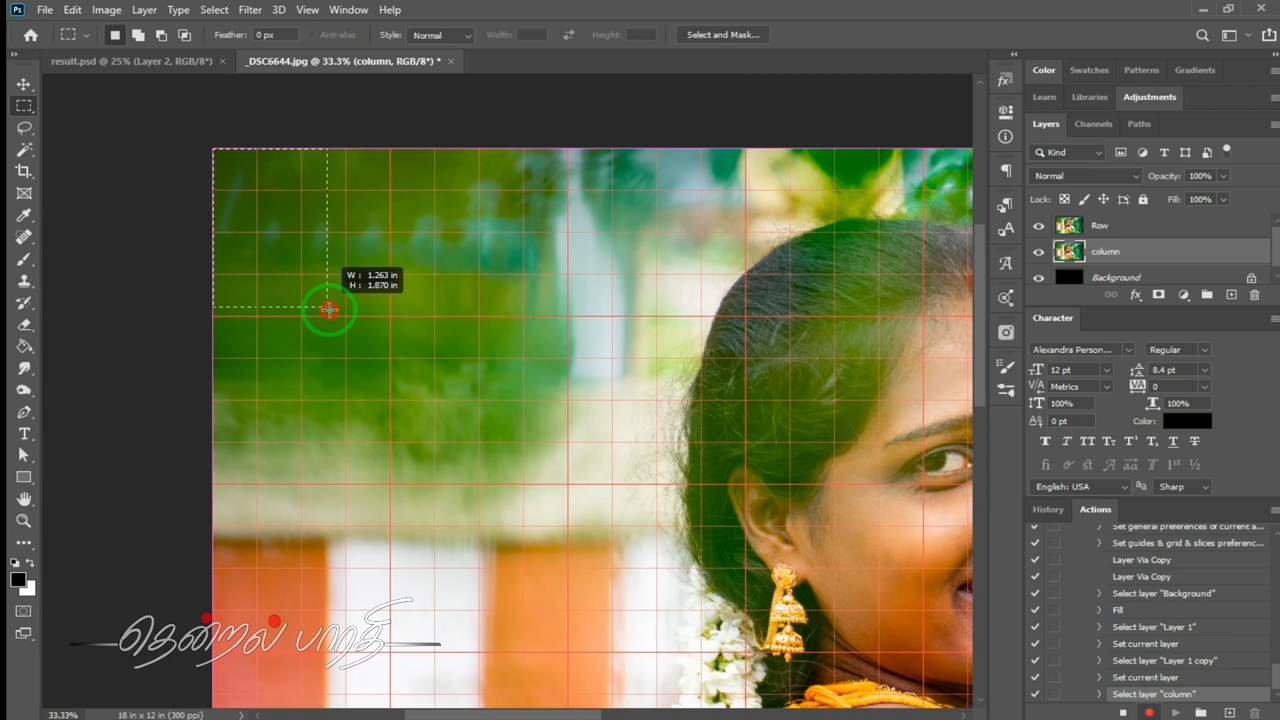 Ps File Edit Image Layer Type Select Filter 3D View Window Help
Feather: 0 px Anti-alias Style: Normal Width: Height: Select and Mask...
result.psd @ 25% (Layer 2, RGB/8*) × _DSC6644.jpg @ 33.3% (column, RGB/8*) * ×
Color Swatches Patterns Gradients
Learn Libraries Adjustments
Layers Channels Paths
Kind
Normal Opacity: 100%
Lock: Fill: 100%
Row
column
Background
W : 1.263 in
H : 1.870 in
Character
Alexandra Person... Regular
12 pt 8.4 pt
Metrics 0
100% 100%
0 pt Color:
English: USA Sharp
History Actions
Set general preferences of current a...
Set guides & grid & slices preferenc...
Layer Via Copy
Layer Via Copy
Select layer "Background"
Fill
Select layer "Layer 1"
Set current layer
Select layer "Layer 1 copy"
Set current layer
Select layer "column"
தென்றல் பாரதி
33.33% 18 in x 12 in (300 ppi)